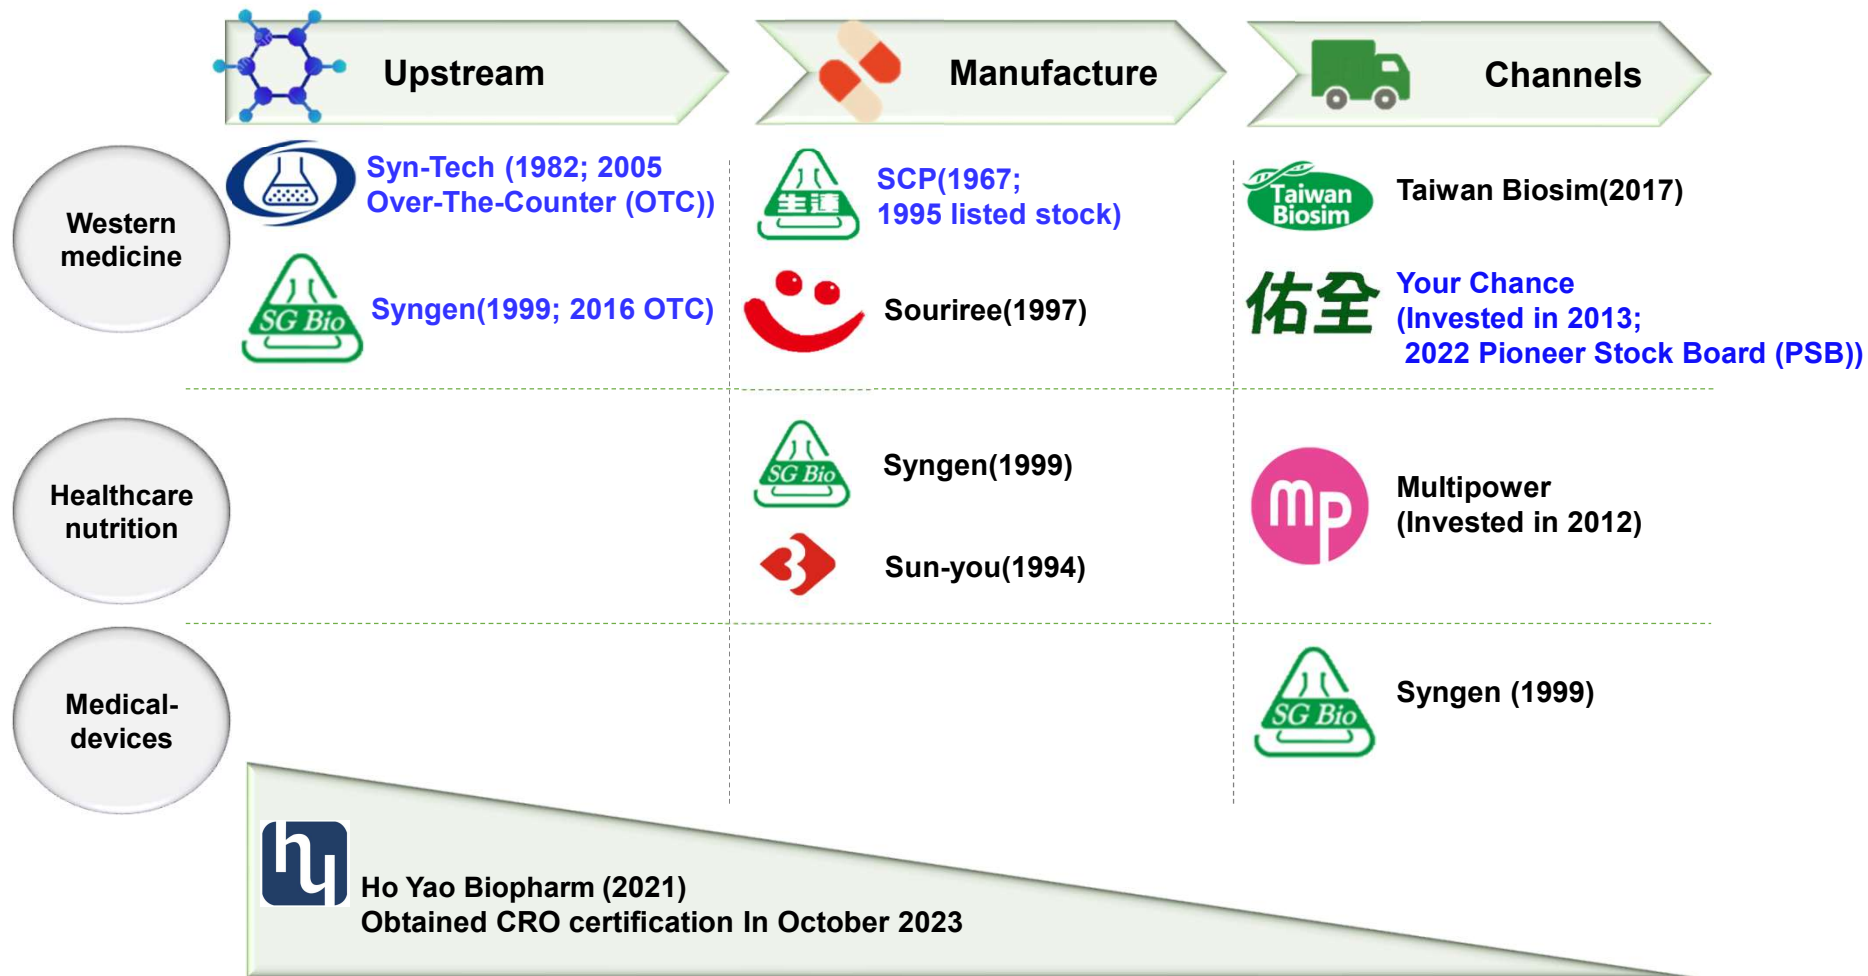 Upstream
Manufacture
Channels
Western
medicine
Syn-Tech (1982; 2005
Over-The-Counter (OTC))
SG Bio
Syngen(1999; 2016 OTC)
生達
SCP(1967;
1995 listed stock)
Souriree(1997)
Taiwan
Biosim
Taiwan Biosim(2017)
佑全
Your Chance
(Invested in 2013;
2022 Pioneer Stock Board (PSB))
Healthcare
nutrition
SG Bio
Syngen(1999)
Sun-you(1994)
mp
Multipower
(Invested in 2012)
Medical-
devices
SG Bio
Syngen (1999)
hy
Ho Yao Biopharm (2021)
Obtained CRO certification In October 2023